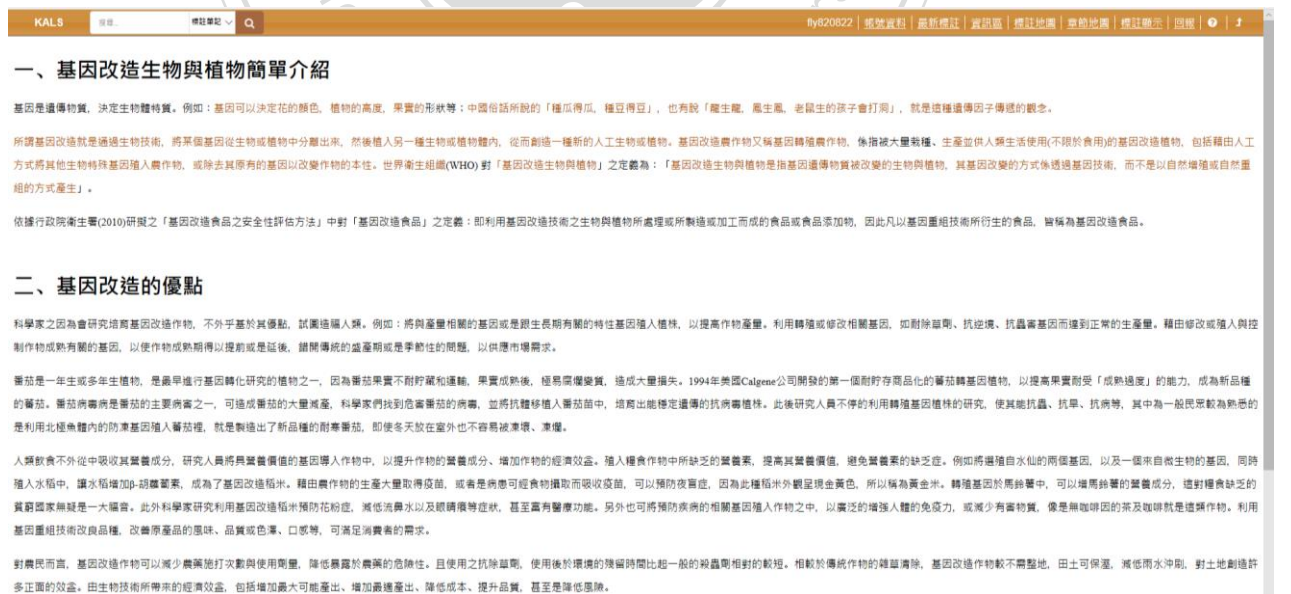 KALS 搜尋.. 標註筆記 fly820822 | 帳號資料 | 最新標註 | 資訊區 | 標註地圖 | 章節地圖 | 標註顯示 | 回報
一、基因改造生物與植物簡單介紹
基因是遺傳物質，決定生物體特質。例如：基因可以決定花的顏色，植物的高度，果實的形狀等；中國俗話所說的「種瓜得瓜，種豆得豆」，也有說「龍生龍，鳳生鳳，老鼠生的孩子會打洞」，就是這種遺傳因子傳遞的觀念。
所謂基因改造就是通過生物技術，將某個基因從生物或植物中分離出來，然後植入另一種生物或植物體內，從而創造一種新的人工生物或植物。基因改造農作物又稱基因轉殖農作物，係指被大量栽種、生產並供人類生活使用(不限於食用)的基因改造植物，包括藉由人工
方式將其他生物特殊基因殖入農作物，或除去其原有的基因以改變作物的本性。世界衛生組織(WHO) 對「基因改造生物與植物」之定義為：「基因改造生物與植物是指基因遺傳物質被改變的生物與植物，其基因改變的方式係透過基因技術，而不是以自然增殖或自然重
組的方式產生」。
依據行政院衛生署(2010)研擬之「基因改造食品之安全性評估方法」中對「基因改造食品」之定義：即利用基因改造技術之生物與植物所處理或所製造或加工而成的食品或食品添加物，因此凡以基因重組技術所衍生的食品，皆稱為基因改造食品。
二、基因改造的優點
科學家之因為會研究培育基因改造作物，不外乎基於其優點，試圖造福人類。例如：將與產量相關的基因或是跟生長期有關的特性基因殖入植株，以提高作物產量。利用轉殖或修改相關基因，如耐除草劑、抗逆境、抗蟲害基因而達到正常的生產量。藉由修改或殖入與控
制作物成熟有關的基因，以使作物成熟期得以提前或是延後，錯開傳統的盛產期或是季節性的問題，以供應市場需求。
番茄是一年生或多年生植物，是最早進行基因轉化研究的植物之一，因為番茄果實不耐貯藏和運輸，果實成熟後，極易腐爛變質，造成大量損失。1994年美國Calgene公司開發的第一個耐貯存商品化的蕃茄轉基因植物，以提高果實耐受「成熟過度」的能力，成為新品種
的蕃茄。番茄病毒病是番茄的主要病害之一，可造成番茄的大量減產，科學家們找到危害番茄的病毒，並將抗體移植入番茄苗中，培育出能穩定遺傳的抗病毒植株。此後研究人員不停的利用轉殖基因植株的研究，使其能抗蟲、抗旱、抗病等，其中為一般民眾較為熟悉的
是利用北極魚體內的防凍基因殖入蕃茄裡，就是製造出了新品種的耐寒番茄，即使冬天放在室外也不容易被凍壞、凍爛。
人類飲食不外從中吸收其營養成分，研究人員將具營養價值的基因導入作物中，以提升作物的營養成分、增加作物的經濟效益。殖入糧食作物中所缺乏的營養素，提高其營養價值，避免營養素的缺乏症。例如將選殖自水仙的兩個基因，以及一個來自微生物的基因，同時
殖入水稻中，讓水稻增加β-胡蘿蔔素，成為了基因改造稻米。藉由農作物的生產大量取得疫苗，或者是病患可經食物攝取而吸收疫苗，可以預防夜盲症，因為此種稻米外觀呈現金黃色，所以稱為黃金米。轉殖基因於馬鈴薯中，可以增馬鈴薯的營養成分，這對糧食缺乏的
貧窮國家無疑是一大福音。此外科學家研究利用基因改造稻米預防花粉症，減低流鼻水以及眼睛癢等症狀，甚至富有醫療功能。另外也可將預防疾病的相關基因殖入作物之中，以廣泛的增強人體的免疫力，或減少有害物質，像是無咖啡因的茶及咖啡就是這類作物。利用
基因重組技術改良品種，改善原產品的風味、品質或色澤、口感等，可滿足消費者的需求。
對農民而言，基因改造作物可以減少農藥施打次數與使用劑量，降低暴露於農藥的危險性。且使用之抗除草劑，使用後於環境的殘留時間比起一般的殺蟲劑相對的較短。相較於傳統作物的雜草清除，基因改造作物較不需整地，田土可保溼，減低雨水沖刷，對土地創造許
多正面的效益。由生物技術所帶來的經濟效益，包括增加最大可能產出、增加最適產出、降低成本、提升品質，甚至是降低風險。